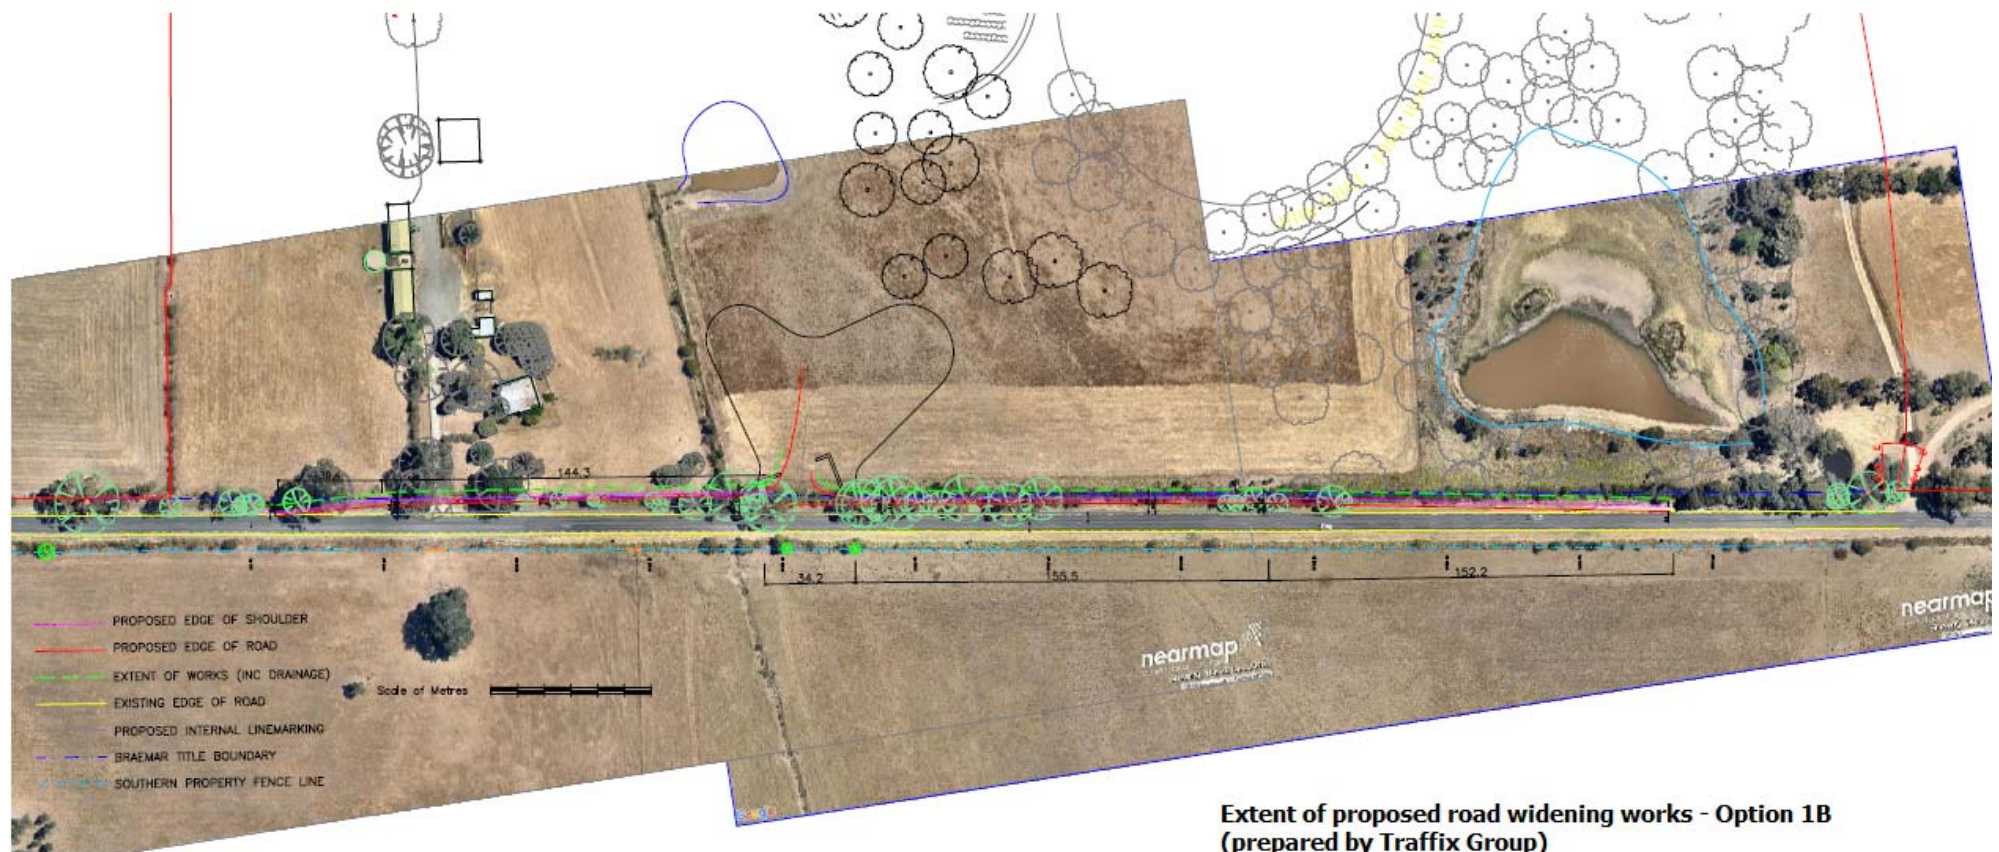 144.3
34.2
55.5
152.2
PROPOSED EDGE OF SHOULDER
PROPOSED EDGE OF ROAD
EXTENT OF WORKS (INC DRAINAGE)
EXISTING EDGE OF ROAD
PROPOSED INTERNAL LINEMARKING
BRAEMAR TITLE BOUNDARY
SOUTHERN PROPERTY FENCE LINE
Scale of Metres
nearmap
nearmap
Google
Extent of proposed road widening works - Option 1B
(prepared by Traffix Group)